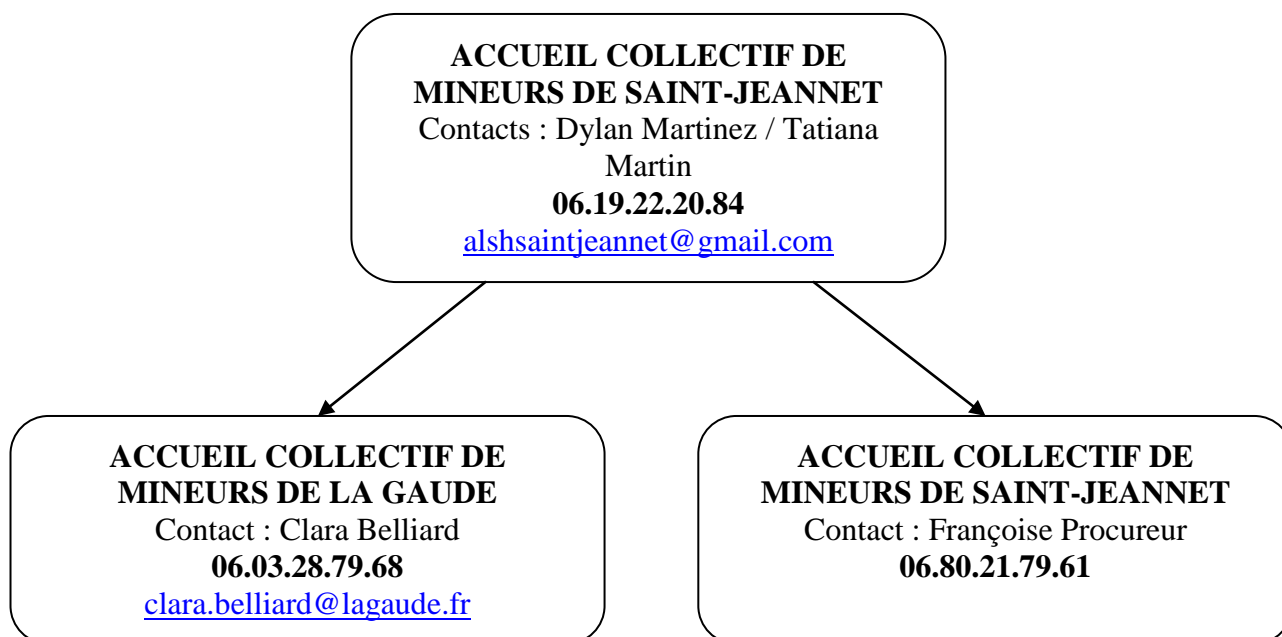 ACCUEIL COLLECTIF DE
MINEURS DE SAINT-JEANNET
Contacts : Dylan Martinez / Tatiana
Martin
06.19.22.20.84
alshsaintjeannet@gmail.com
ACCUEIL COLLECTIF DE
MINEURS DE LA GAUDE
Contact : Clara Belliard
06.03.28.79.68
clara.belliard@lagaude.fr
ACCUEIL COLLECTIF DE
MINEURS DE SAINT-JEANNET
Contact : Françoise Procureur
06.80.21.79.61